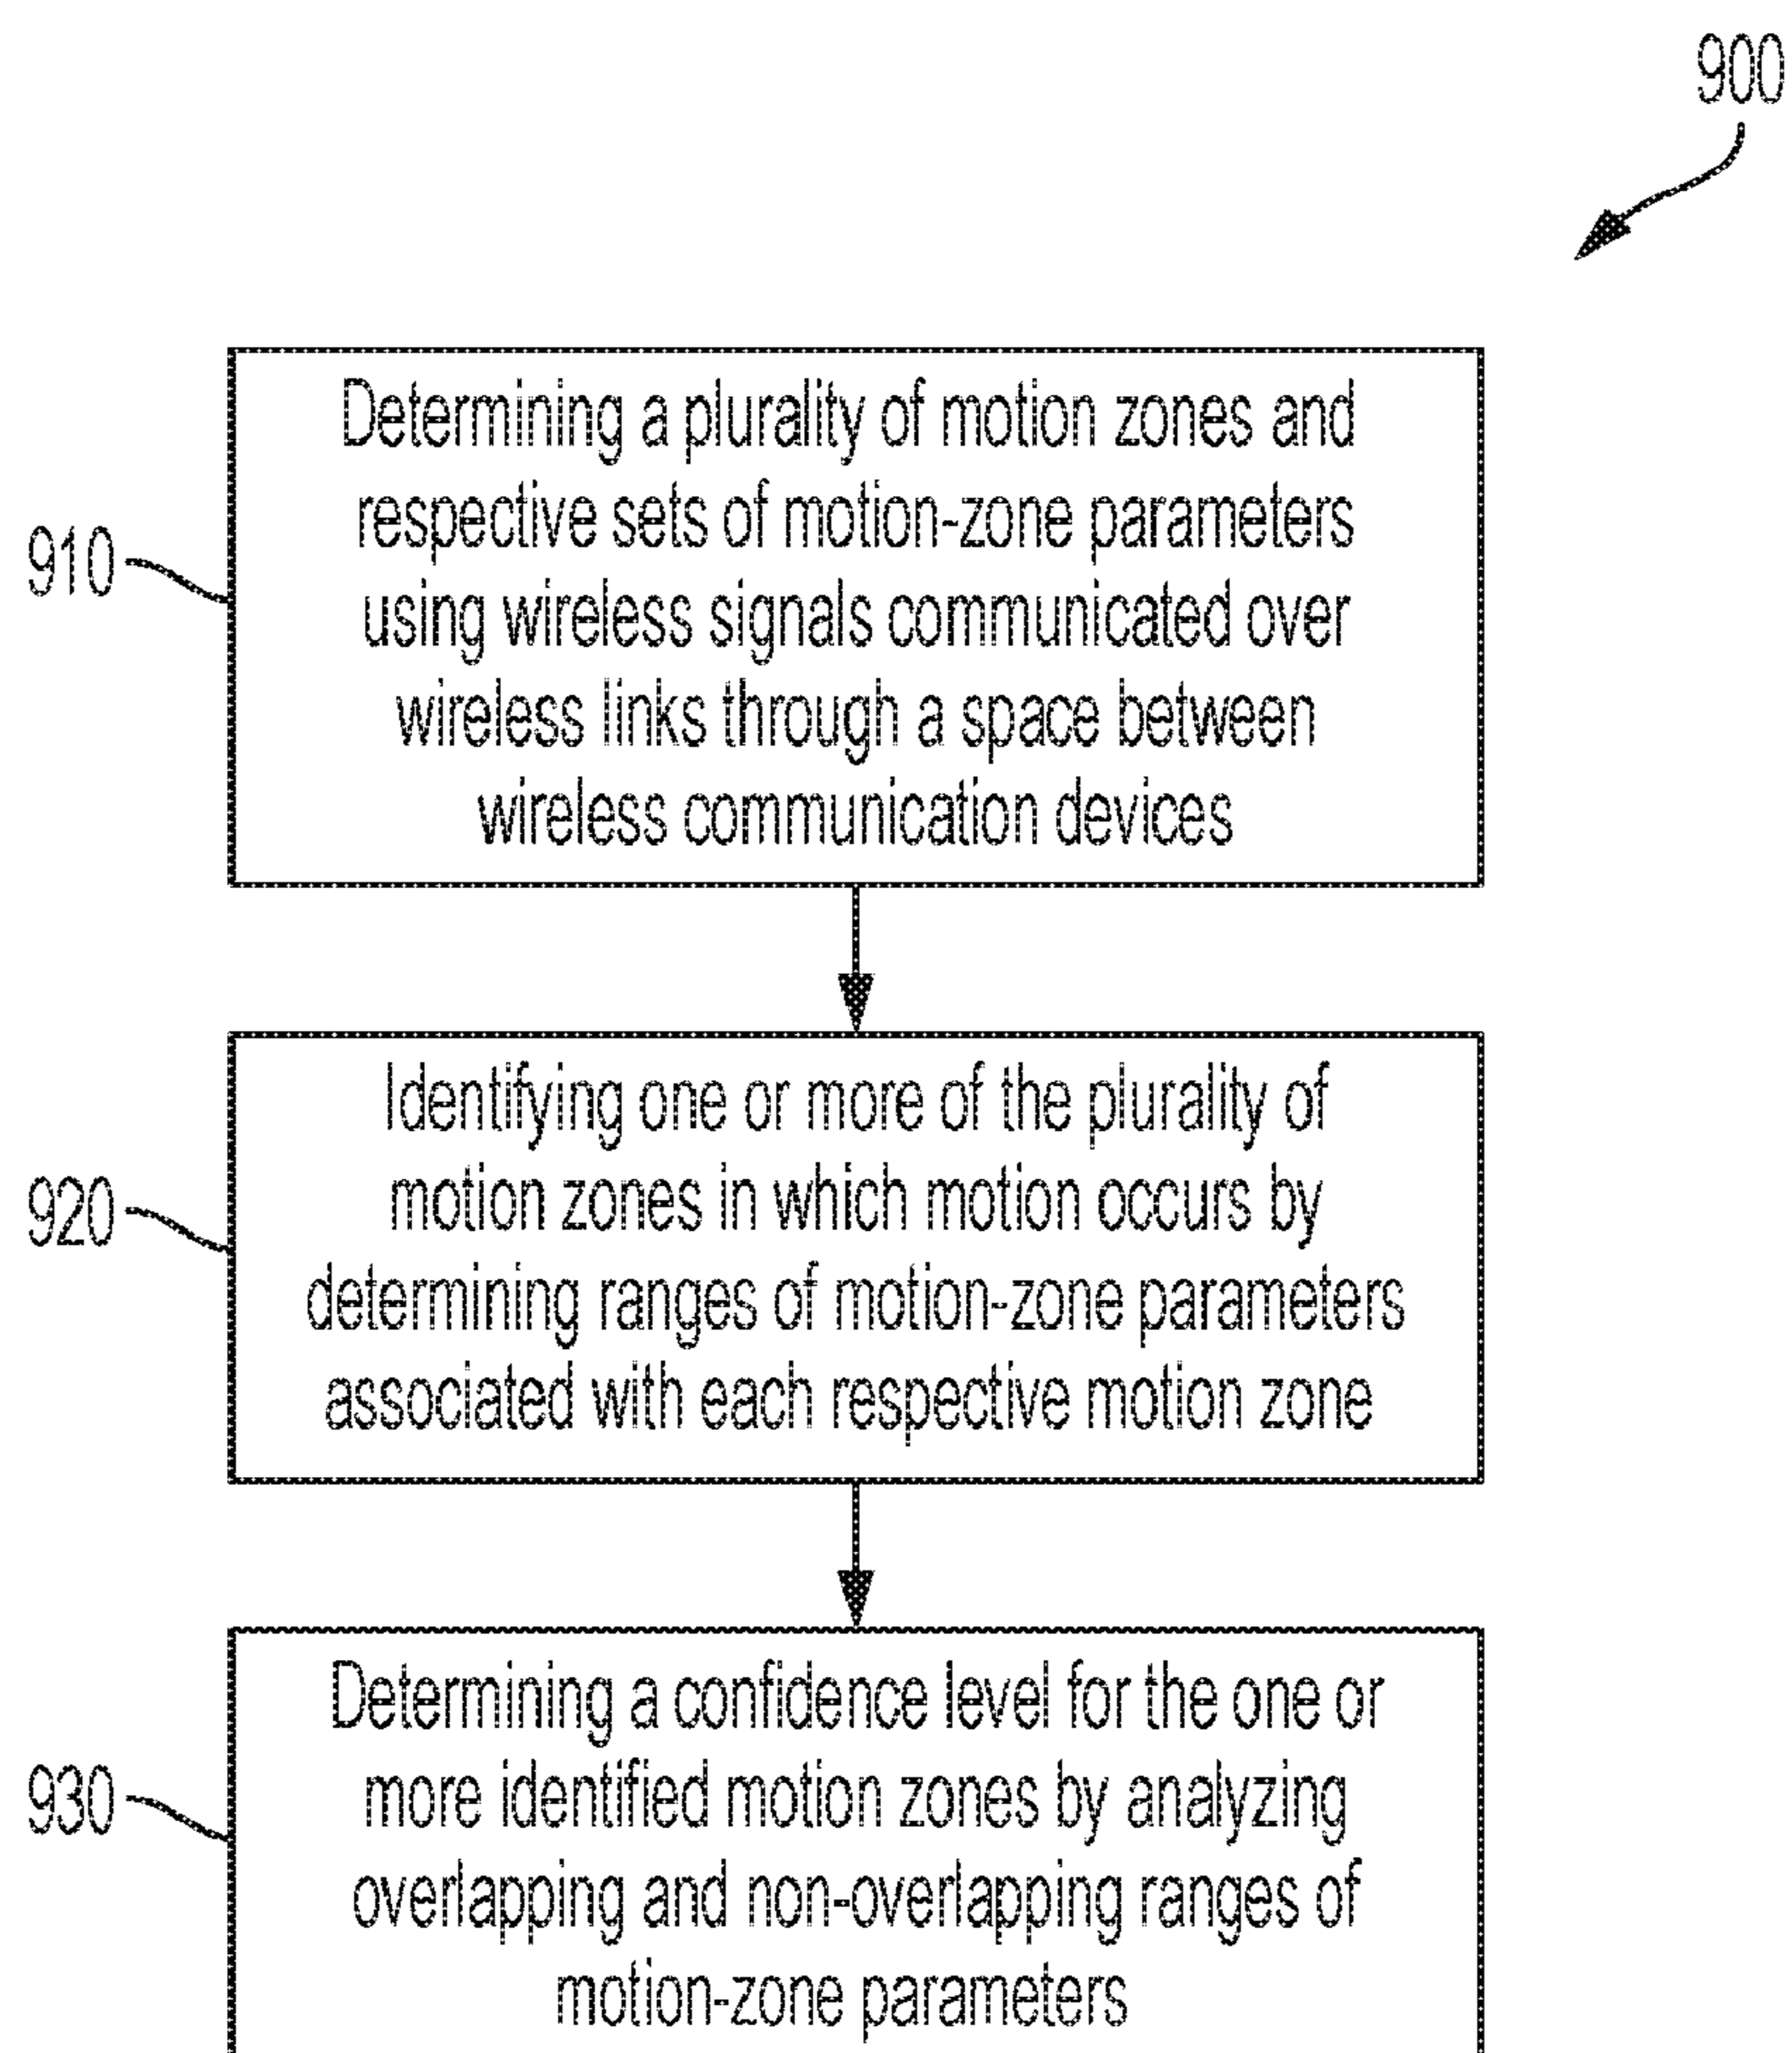 900
Determining a plurality of motion zones and
respective sets of motion-zone parameters
using wireless signals communicated over
wireless links through a space between
wireless communication devices
910
Identifying one or more of the plurality of
motion zones in which motion occurs by
determining ranges of motion-zone parameters
associated with each respective motion zone
920
Determining a confidence level for the one or
more identified motion zones by analyzing
overlapping and non-overlapping ranges of
motion-zone parameters
930